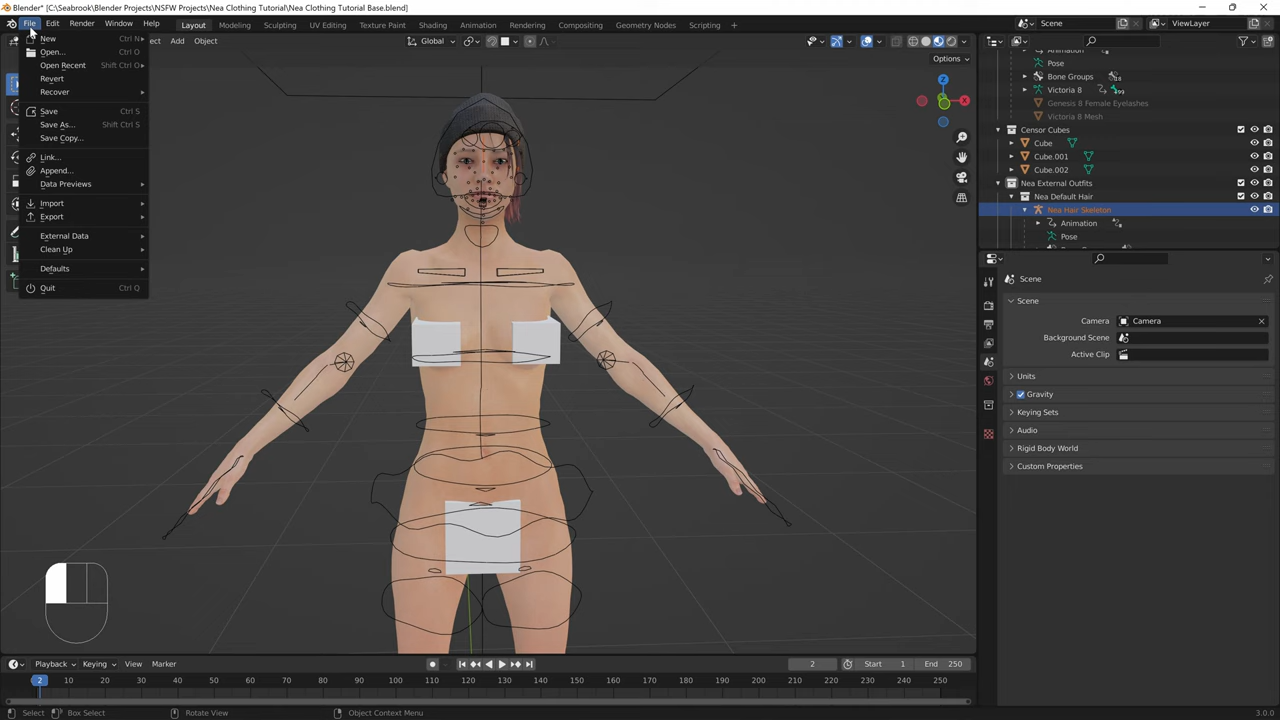 Blender* [C:\Seabrook\Blender Projects\NSFW Projects\Nea Clothing Tutorial\Nea Clothing Tutorial Base.blend]
File Edit Render Window Help Layout Modeling Sculpting UV Editing Texture Paint Shading Animation Rendering Compositing Geometry Nodes Scripting + Scene ViewLayer
ct Add Object Global
Options
New Ctrl N
Open... Ctrl O
Open Recent Shift Ctrl O
Revert
Recover
Save Ctrl S
Save As... Shift Ctrl S
Save Copy...
Link...
Append...
Data Previews
Import
Export
External Data
Clean Up
Defaults
Quit Ctrl Q
Z
X
Pose
Bone Groups
Victoria 8
Genesis 8 Female Eyelashes
Victoria 8 Mesh
Censor Cubes
Cube
Cube.001
Cube.002
Nea External Outfits
Nea Default Hair
Nea Hair Skeleton
Animation
Pose
Scene
Scene
Camera Camera
Background Scene
Active Clip
Units
Gravity
Keying Sets
Audio
Rigid Body World
Custom Properties
Playback Keying View Marker 2 Start 1 End 250
2 10 20 30 40 50 60 70 80 90 100 110 120 130 140 150 160 170 180 190 200 210 220 230 240 250
Select Box Select Rotate View Object Context Menu 3.0.0